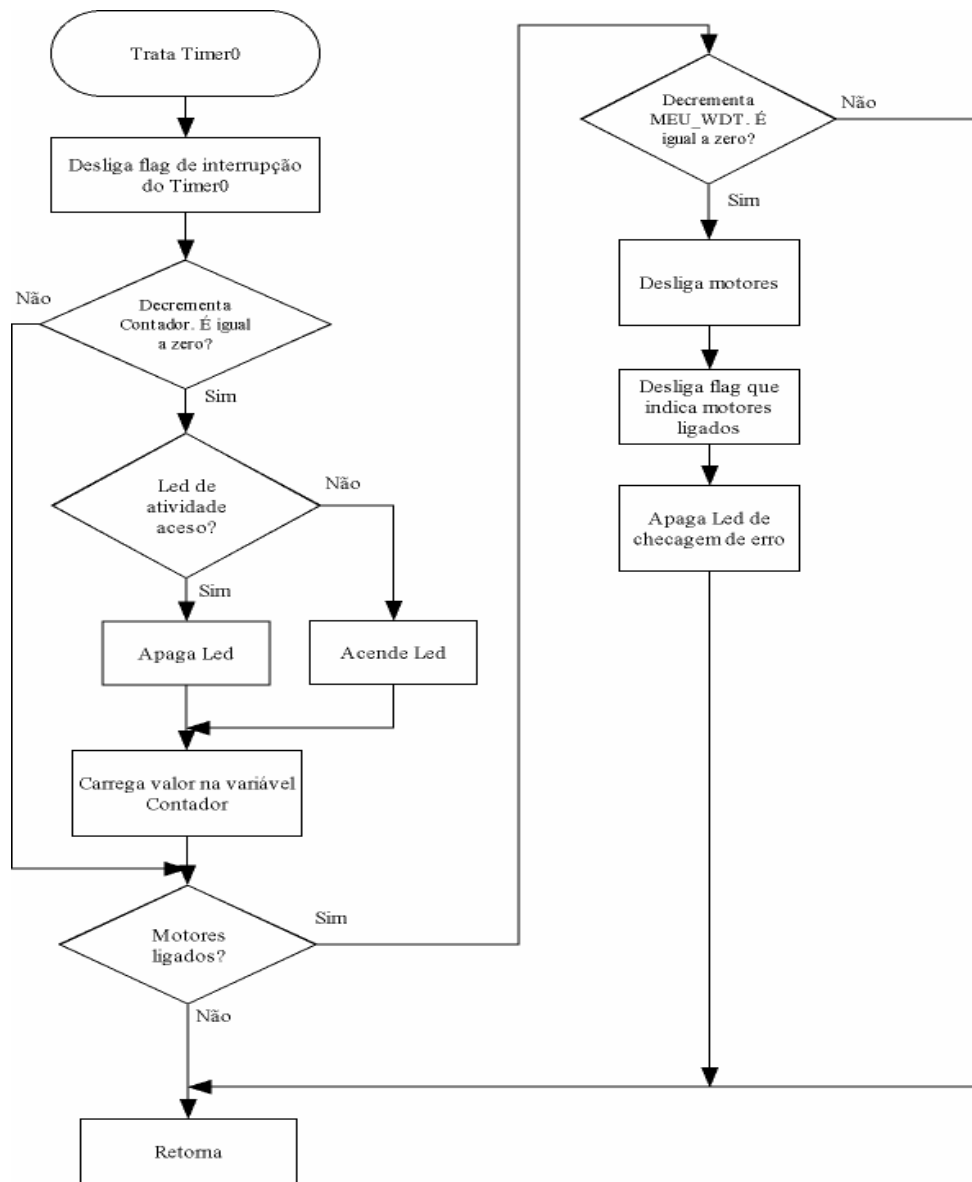 Trata Timer0
Desliga flag de interrupção
do Timer0
Não
Decrementa
Contador. É igual
a zero?
Sim
Led de
atividade
aceso?
Não
Sim
Apaga Led
Acende Led
Carrega valor na variável
Contador
Motores
ligados?
Sim
Não
Retorna
Decrementa
MEU_WDT. É
igual a zero?
Não
Sim
Desliga motores
Desliga flag que
indica motores
ligados
Apaga Led de
checagem de erro